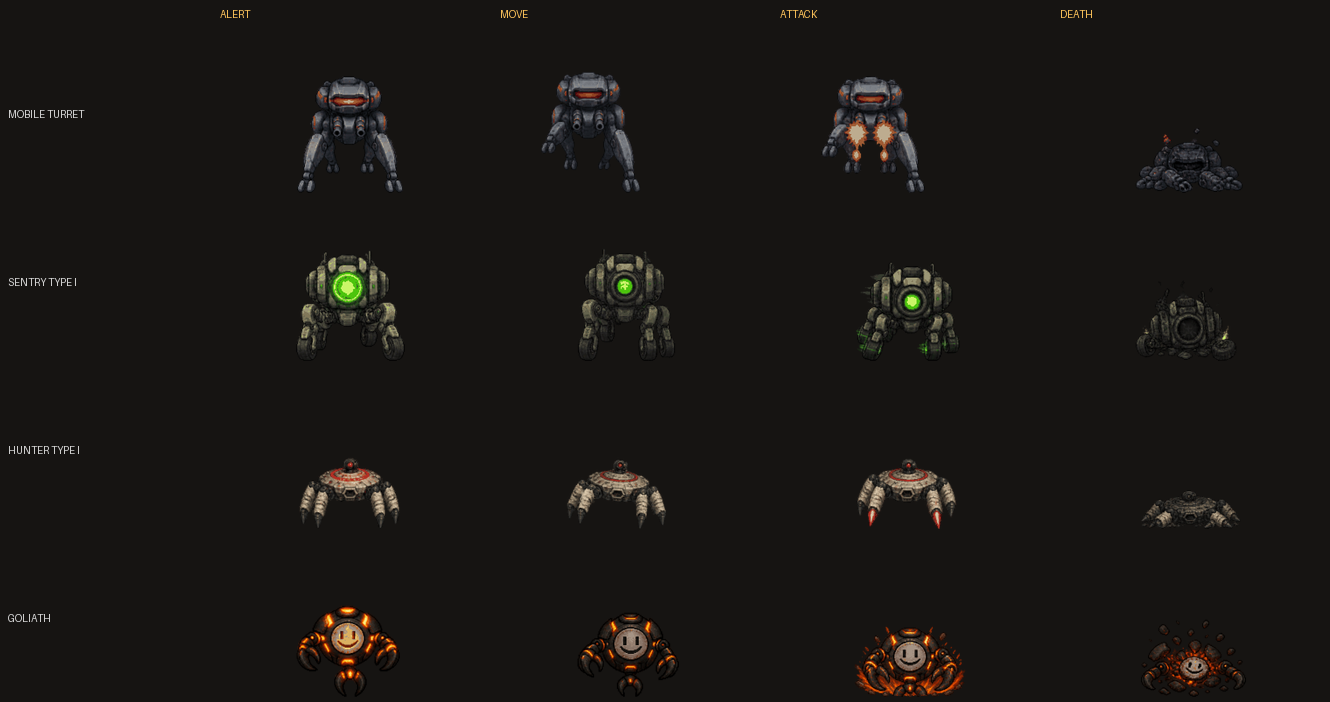 ALERT MOVE ATTACK DEATH
MOBILE TURRET
SENTRY TYPE I
HUNTER TYPE I
GOLIATH